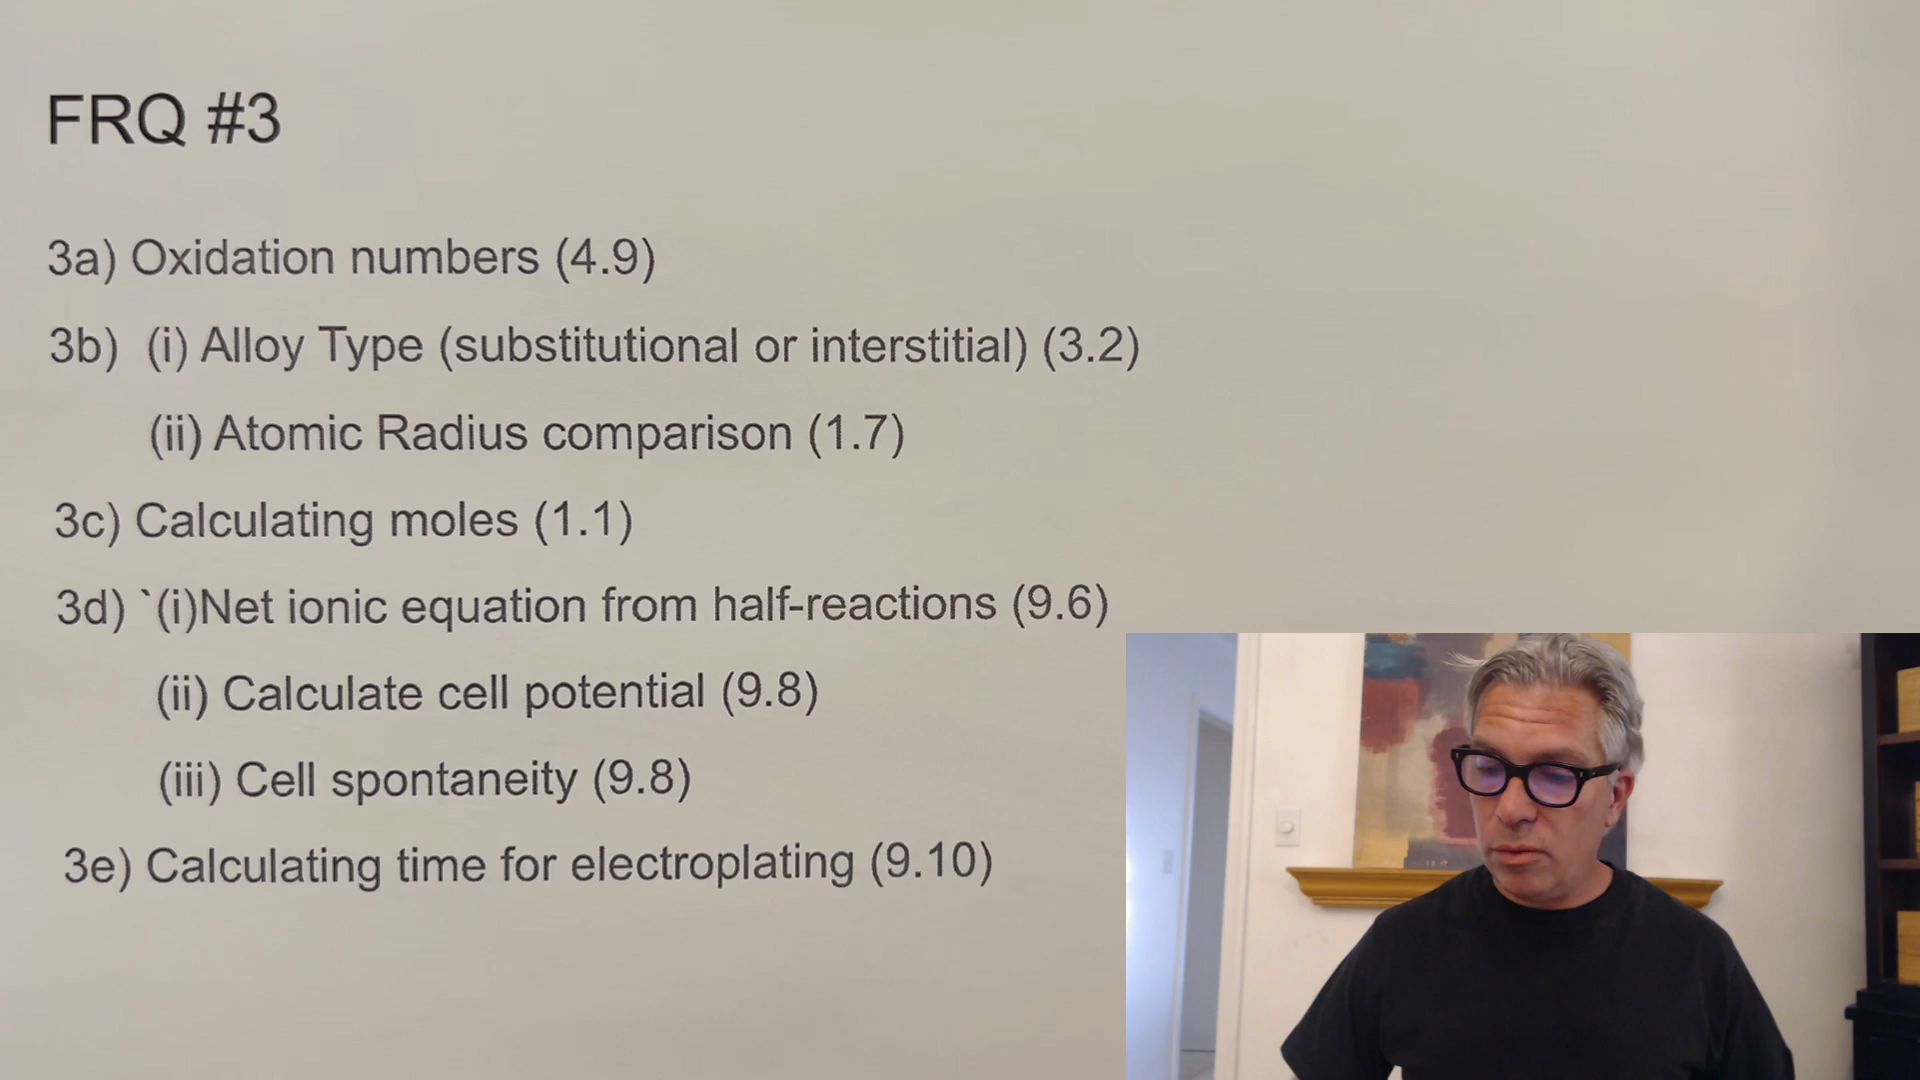 FRQ #3
3a) Oxidation numbers (4.9)
3b) (i) Alloy Type (substitutional or interstitial) (3.2)
(ii) Atomic Radius comparison (1.7)
3c) Calculating moles (1.1)
3d) `(i)Net ionic equation from half-reactions (9.6)
(ii) Calculate cell potential (9.8)
(iii) Cell spontaneity (9.8)
3e) Calculating time for electroplating (9.10)